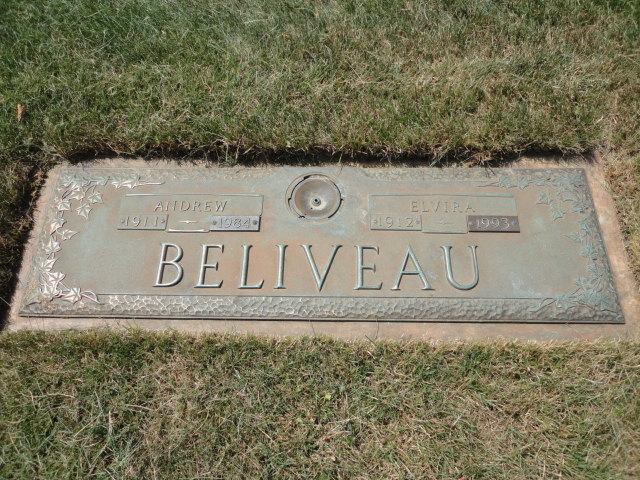 ANDREW
1911 — 1984
ELVIRA
1912 — 1993
BELIVEAU